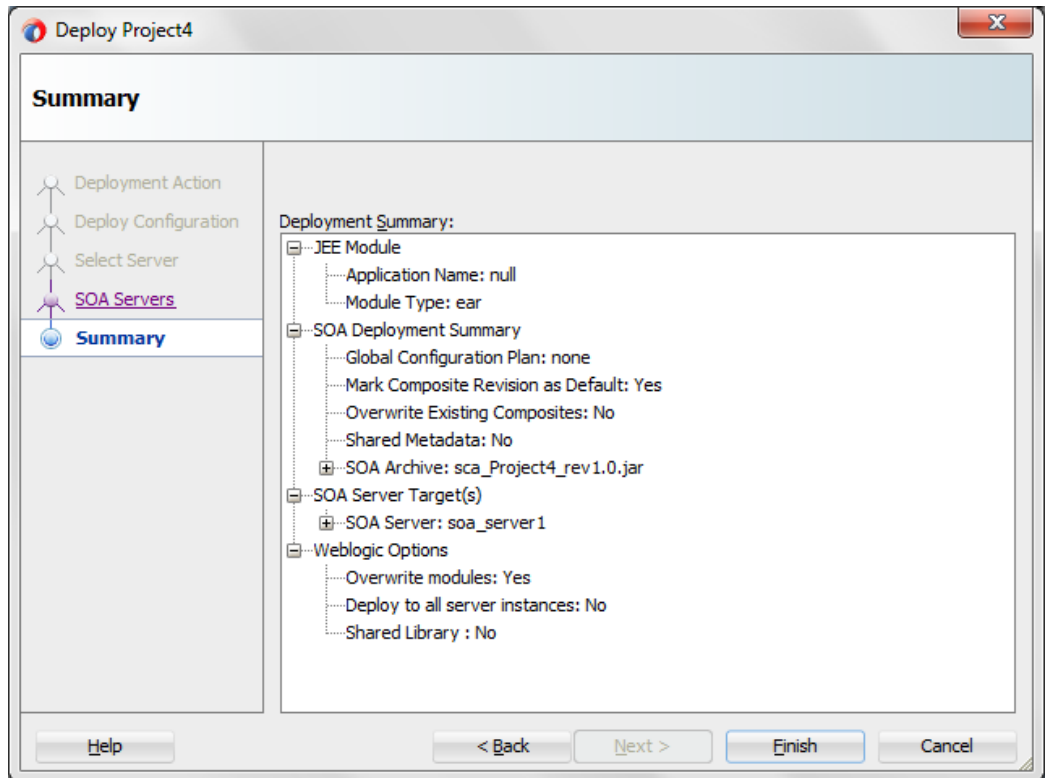 Deploy Project4
Summary
Deployment Action
Deploy Configuration
Select Server
SOA Servers
Summary
Deployment Summary:
JEE Module
Application Name: null
Module Type: ear
SOA Deployment Summary
Global Configuration Plan: none
Mark Composite Revision as Default: Yes
Overwrite Existing Composites: No
Shared Metadata: No
SOA Archive: sca_Project4_rev1.0.jar
SOA Server Target(s)
SOA Server: soa_server1
Weblogic Options
Overwrite modules: Yes
Deploy to all server instances: No
Shared Library : No
Help
< Back
Next >
Finish
Cancel